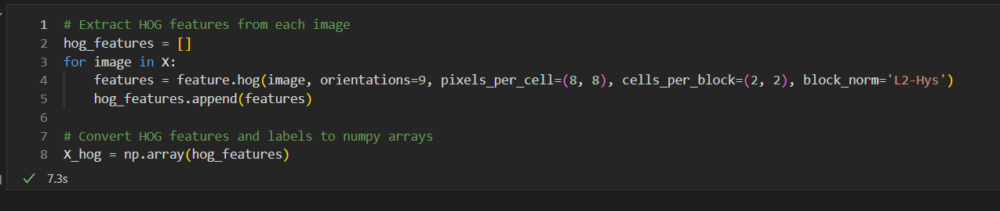 1 # Extract HOG features from each image
2 hog_features = []
3 for image in X:
4     features = feature.hog(image, orientations=9, pixels_per_cell=(8, 8), cells_per_block=(2, 2), block_norm='L2-Hys')
5     hog_features.append(features)
6
7 # Convert HOG features and labels to numpy arrays
8 X_hog = np.array(hog_features)
7.3s